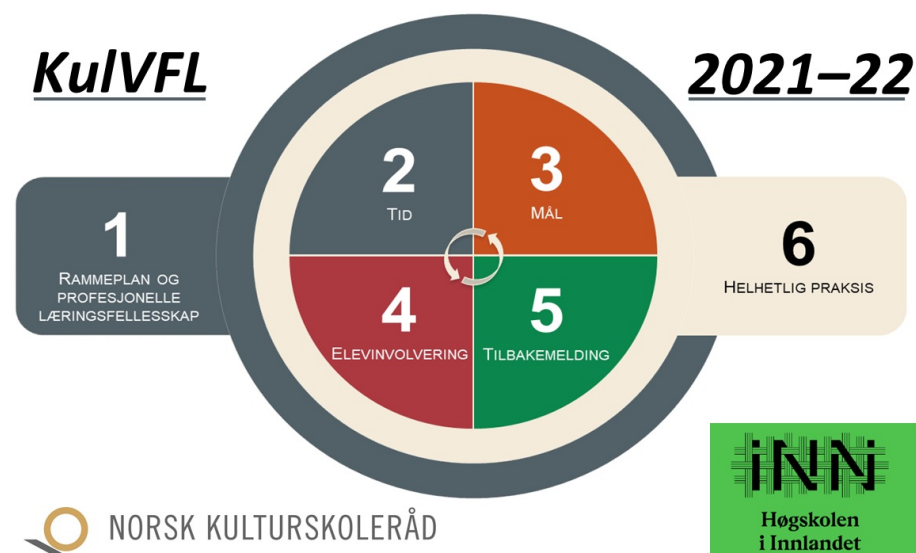 KulVFL
2021–22
1
RAMMEPLAN OG
PROFESJONELLE
LÆRINGSFELLESSKAP
2
TID
3
MÅL
4
ELEVINVOLVERING
5
TILBAKEMELDING
6
HELHETLIG PRAKSIS
NORSK KULTURSKOLERÅD
iNN
Høgskolen
i Innlandet